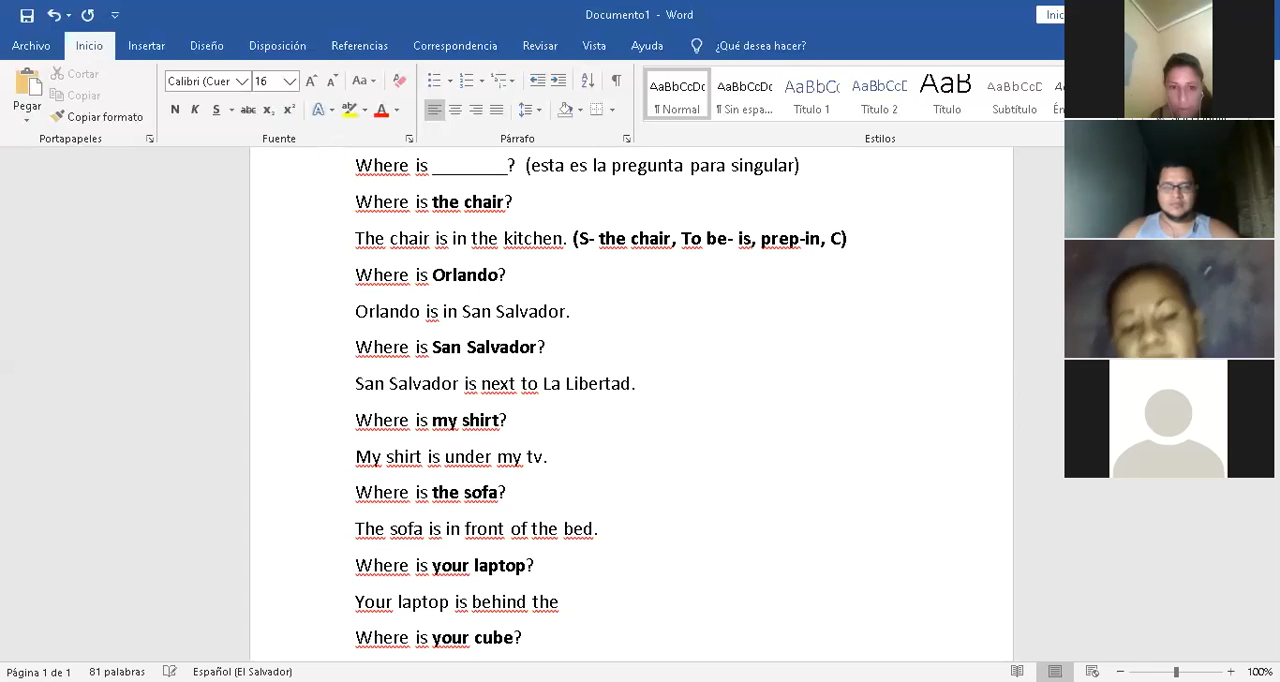 Documento1 - Word
Inic
Archivo Inicio Insertar Diseño Disposición Referencias Correspondencia Revisar Vista Ayuda ¿Qué desea hacer?
Pegar
Cortar
Copiar
Copiar formato
Portapapeles
Calibri (Cuer 16
N K S abc x₂ x²
Fuente
Párrafo
AaBbCcDc AaBbCcDc AaBbCc AaBbCcD AaB AaBbCcD
¶ Normal ¶ Sin espa... Título 1 Título 2 Título Subtítulo
Estilos
Where is ________? (esta es la pregunta para singular)
Where is the chair?
The chair is in the kitchen. (S- the chair, To be- is, prep-in, C)
Where is Orlando?
Orlando is in San Salvador.
Where is San Salvador?
San Salvador is next to La Libertad.
Where is my shirt?
My shirt is under my tv.
Where is the sofa?
The sofa is in front of the bed.
Where is your laptop?
Your laptop is behind the
Where is your cube?
Página 1 de 1 81 palabras Español (El Salvador) 100%